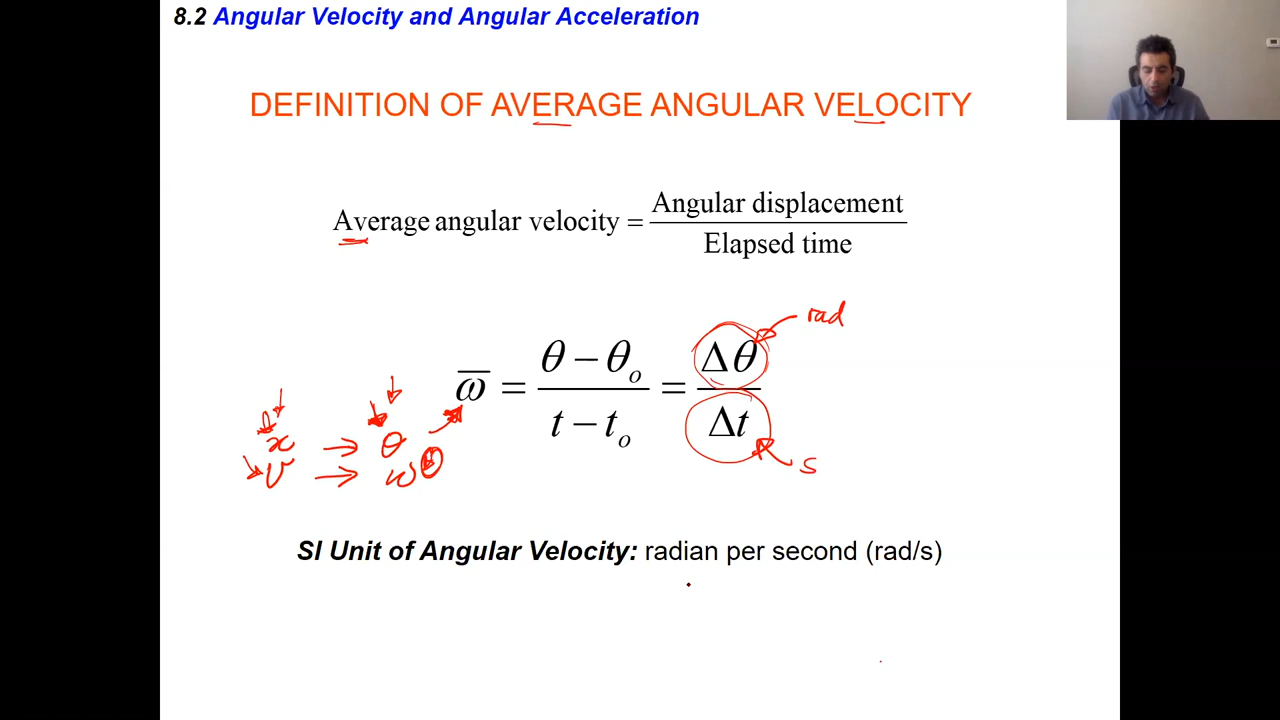 8.2 Angular Velocity and Angular Acceleration
DEFINITION OF AVERAGE ANGULAR VELOCITY
Average angular velocity = Angular displacement / Elapsed time
rad
ω̅ = (θ − θₒ) / (t − tₒ) = Δθ / Δt
x → θ
v → ω
s
SI Unit of Angular Velocity: radian per second (rad/s)